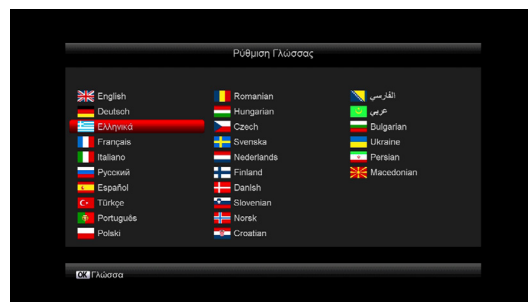 Ρύθμιση Γλώσσας
English
Deutsch
Ελληνικά
Français
Italiano
Русский
Español
Türkçe
Português
Polski
Romanian
Hungarian
Czech
Svenska
Nederlands
Finland
Danish
Slovenian
Norsk
Croatian
الفارسي
عربي
Bulgarian
Ukraine
Persian
Macedonian
OK Γλώσσα